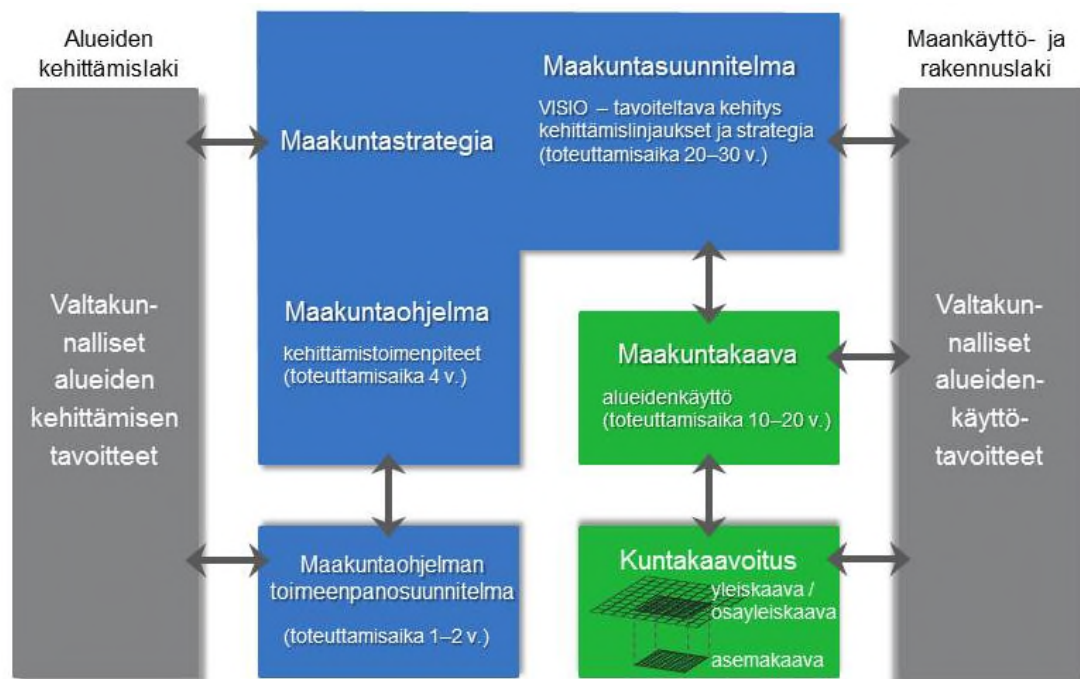 Alueiden
kehittämislaki
Maankäyttö- ja
rakennuslaki
Valtakun-
nalliset
alueiden
kehittämisen
tavoitteet
Maakuntastrategia
Maakuntasuunnitelma
VISIO – tavoiteltava kehitys
kehittämislinjaukset ja strategia
(toteuttamisaika 20–30 v.)
Maakuntaohjelma
kehittämistoimenpiteet
(toteuttamisaika 4 v.)
Maakuntakaava
alueidenkäyttö
(toteuttamisaika 10–20 v.)
Maakuntaohjelman
toimeenpanosuunnitelma
(toteuttamisaika 1–2 v.)
Kuntakaavoitus
yleiskaava /
osayleiskaava
asemakaava
Valtakun-
nalliset
alueiden-
käyttö-
tavoitteet